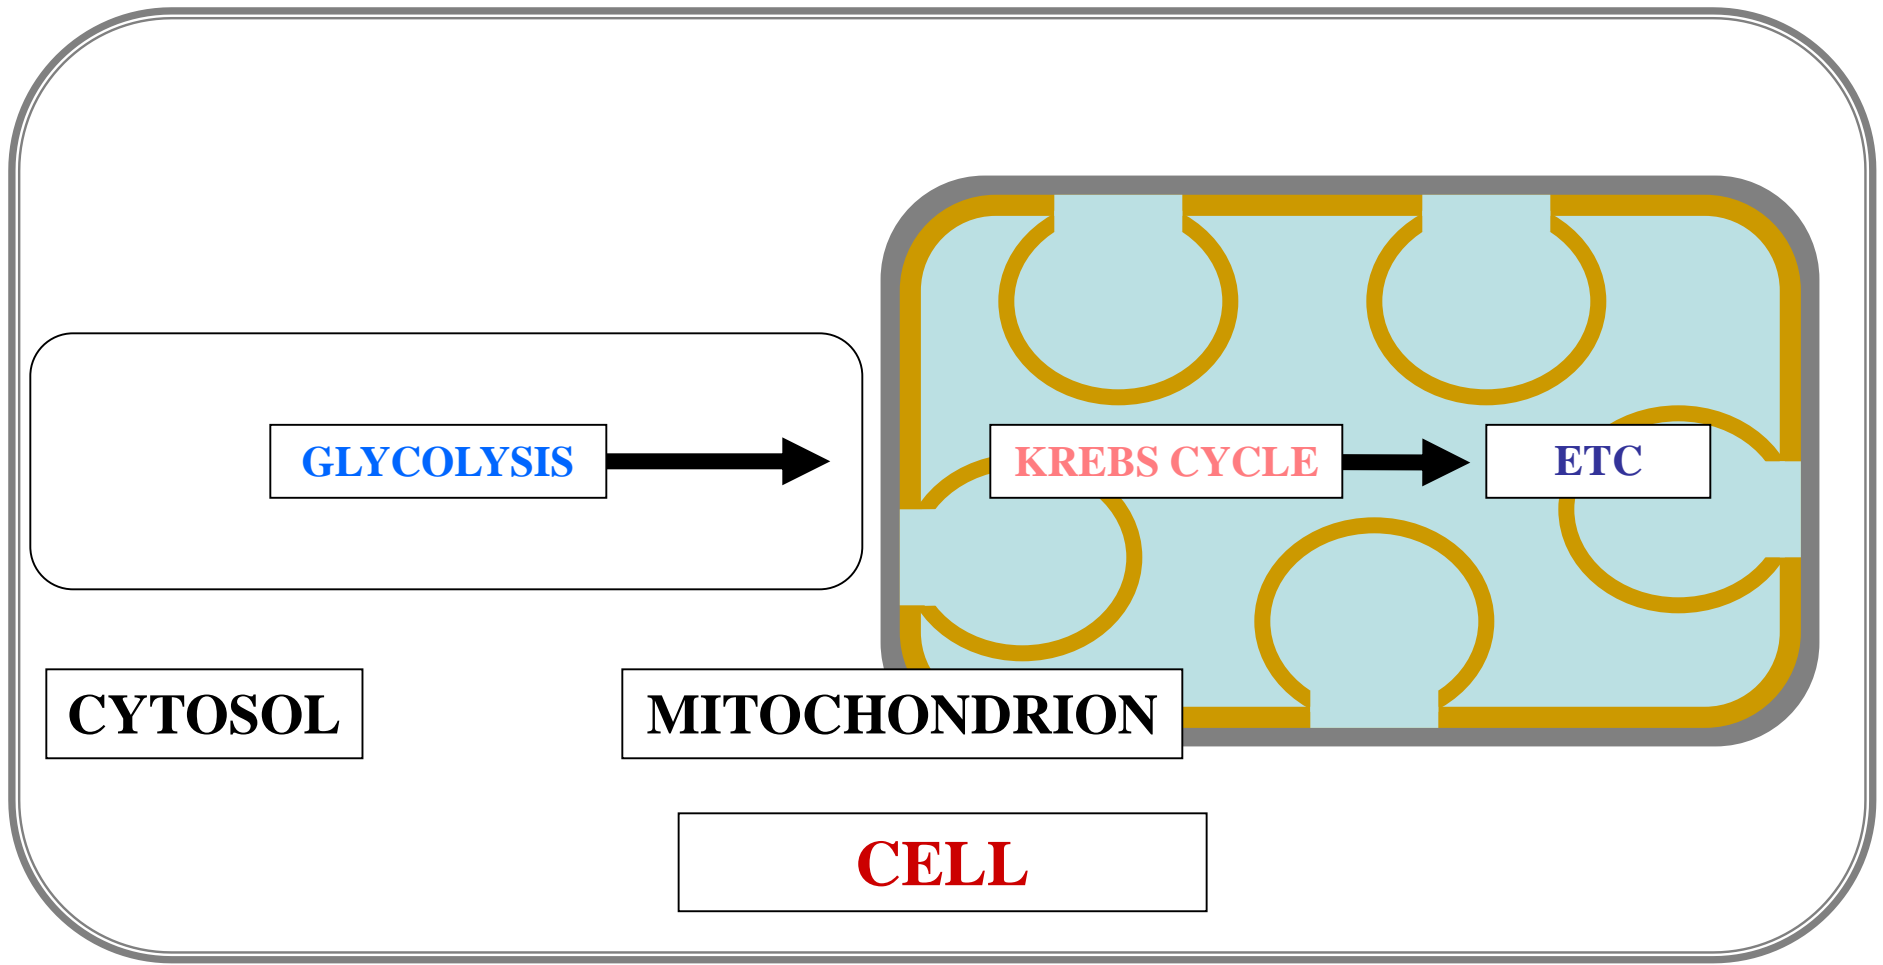 GLYCOLYSIS
KREBS CYCLE
ETC
CYTOSOL
MITOCHONDRION
CELL